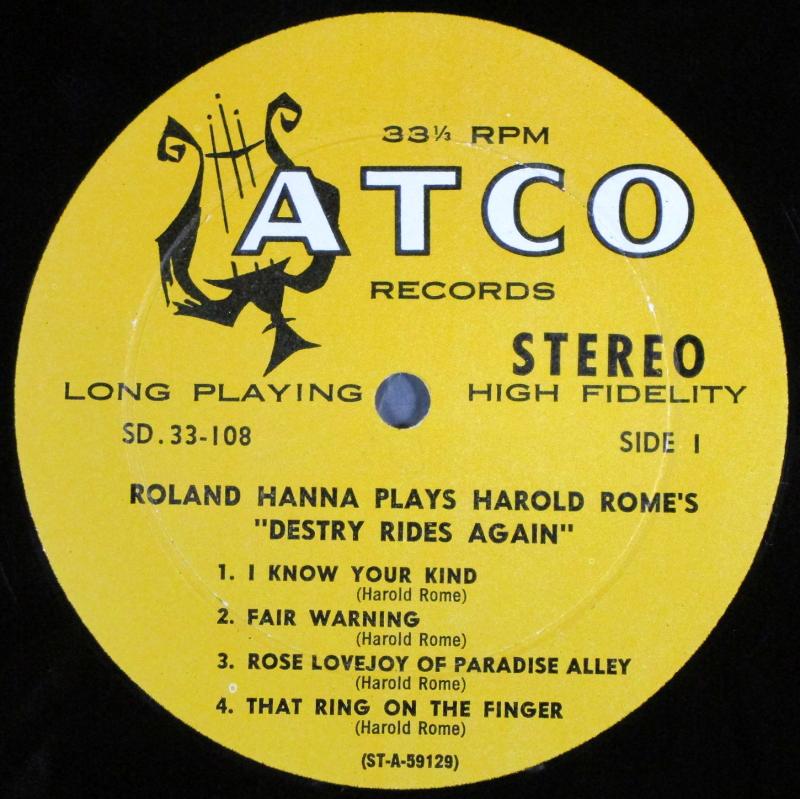 33⅓ RPM
ATCO
RECORDS
STEREO
LONG PLAYING HIGH FIDELITY
SD.33-108 SIDE 1
ROLAND HANNA PLAYS HAROLD ROME'S
"DESTRY RIDES AGAIN"
1. I KNOW YOUR KIND
(Harold Rome)
2. FAIR WARNING
(Harold Rome)
3. ROSE LOVEJOY OF PARADISE ALLEY
(Harold Rome)
4. THAT RING ON THE FINGER
(Harold Rome)
(ST-A-59129)